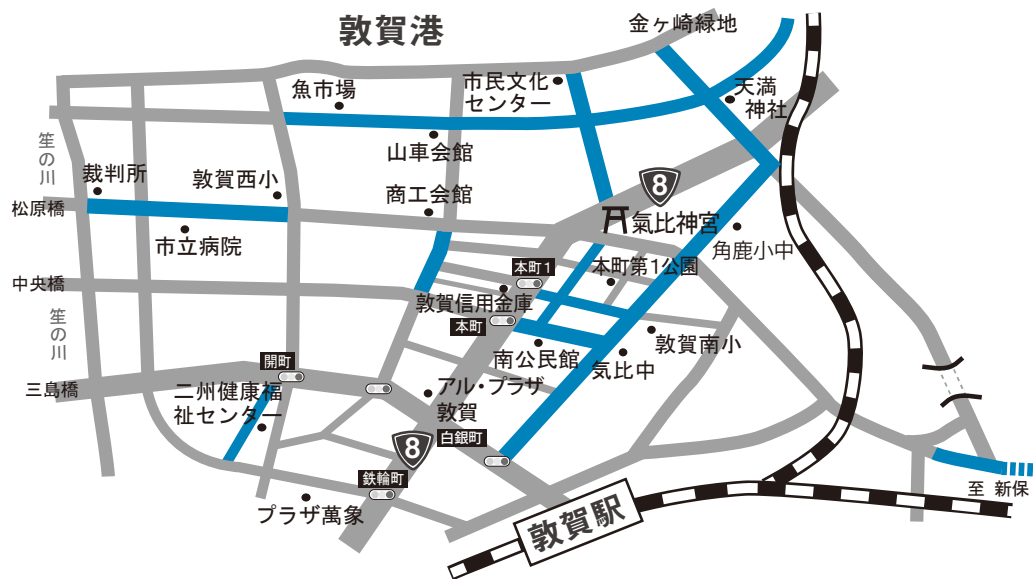 敦賀港
金ヶ崎緑地
魚市場
市民文化
センター
天満
神社
山車会館
笙の川
裁判所
敦賀西小
商工会館
8
松原橋
市立病院
氣比神宮
角鹿小中
本町1
本町第1公園
中央橋
敦賀信用金庫
笙の川
本町
南公民館
敦賀南小
気比中
開町
三島橋
二州健康福
祉センター
アル・プラザ
敦賀
白銀町
8
鉄輪町
プラザ萬象
敦賀駅
至 新保